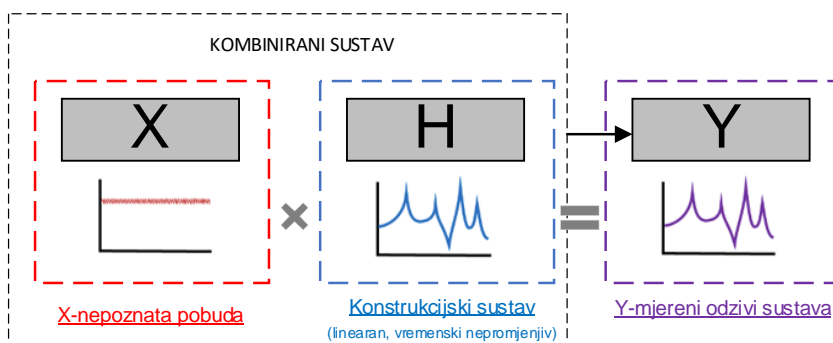 KOMBINIRANI SUSTAV
X
H
Y
X-nepoznata pobuda
Konstrukcijski sustav
(linearan, vremenski nepromjenjiv)
Y-mjereni odzivi sustava